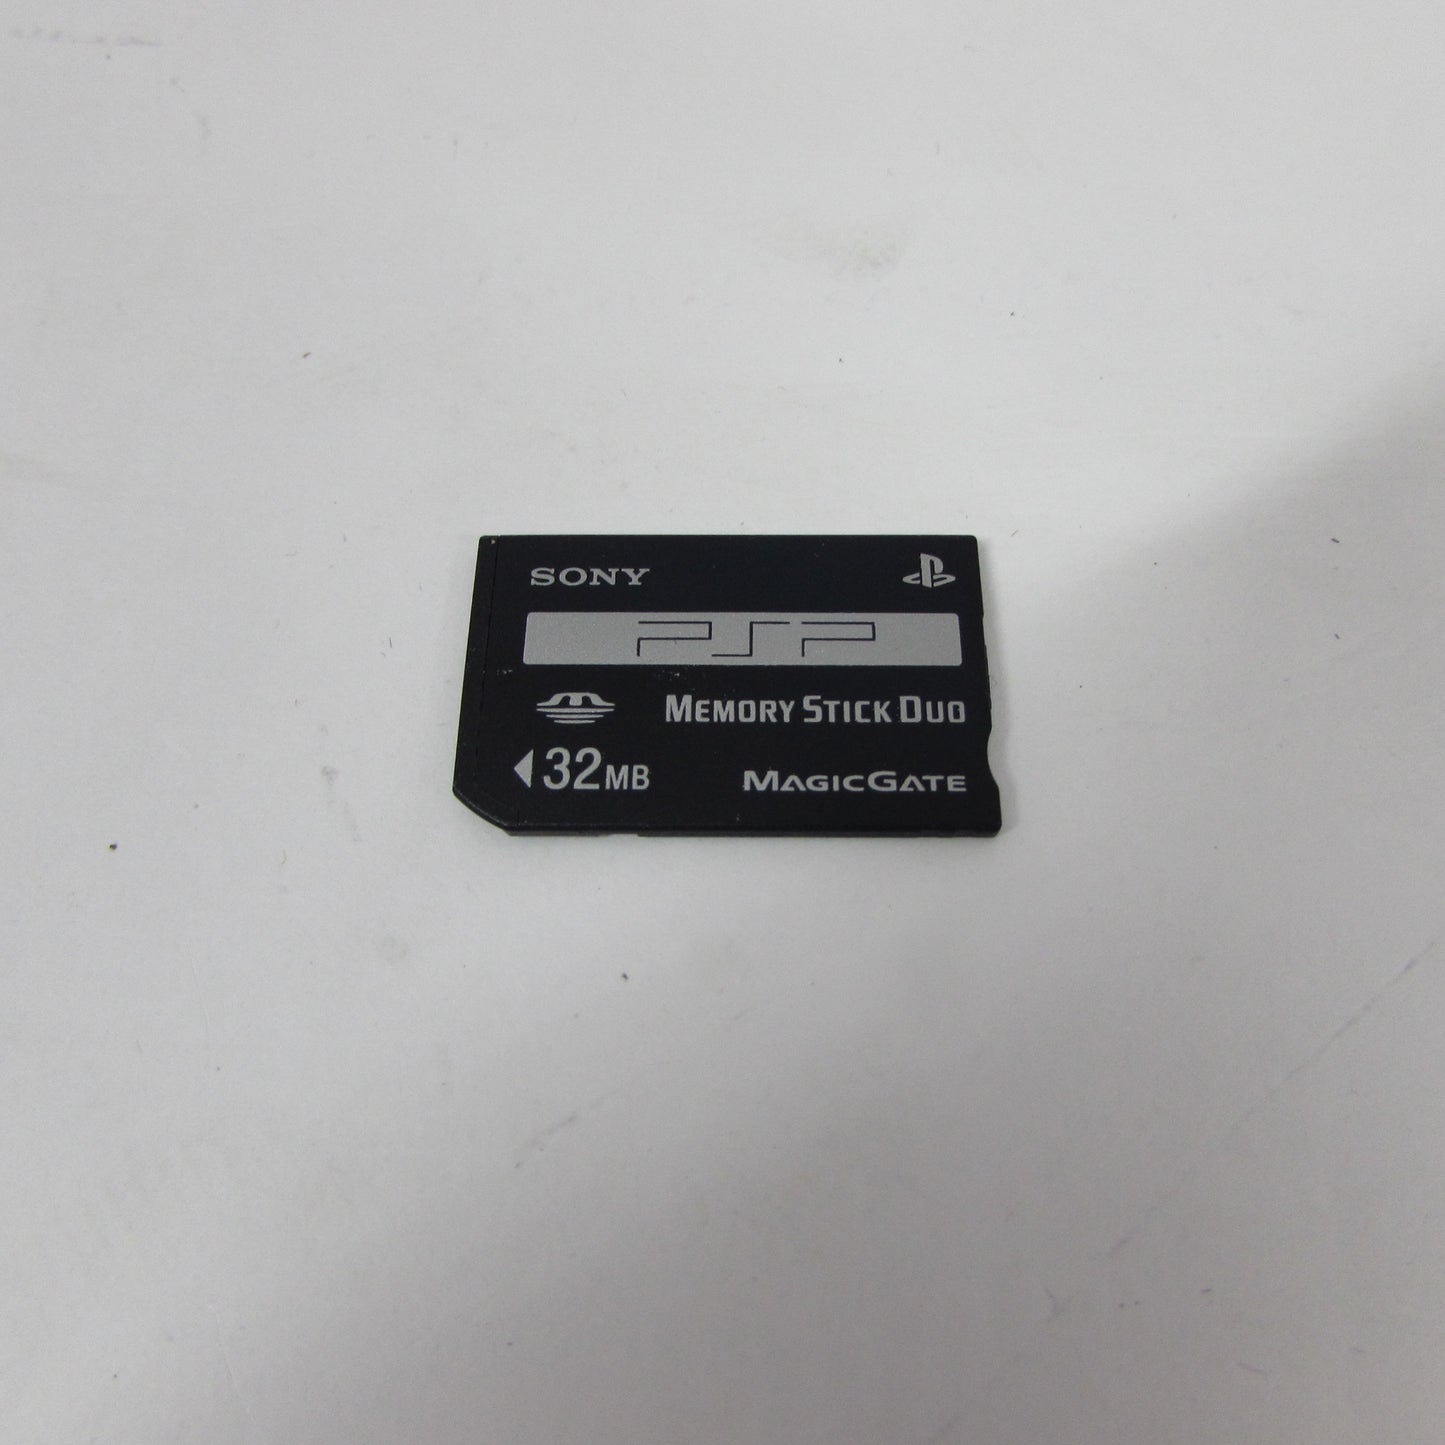 SONY
PSP
MEMORY STICK DUO
32MB
MAGICGATE